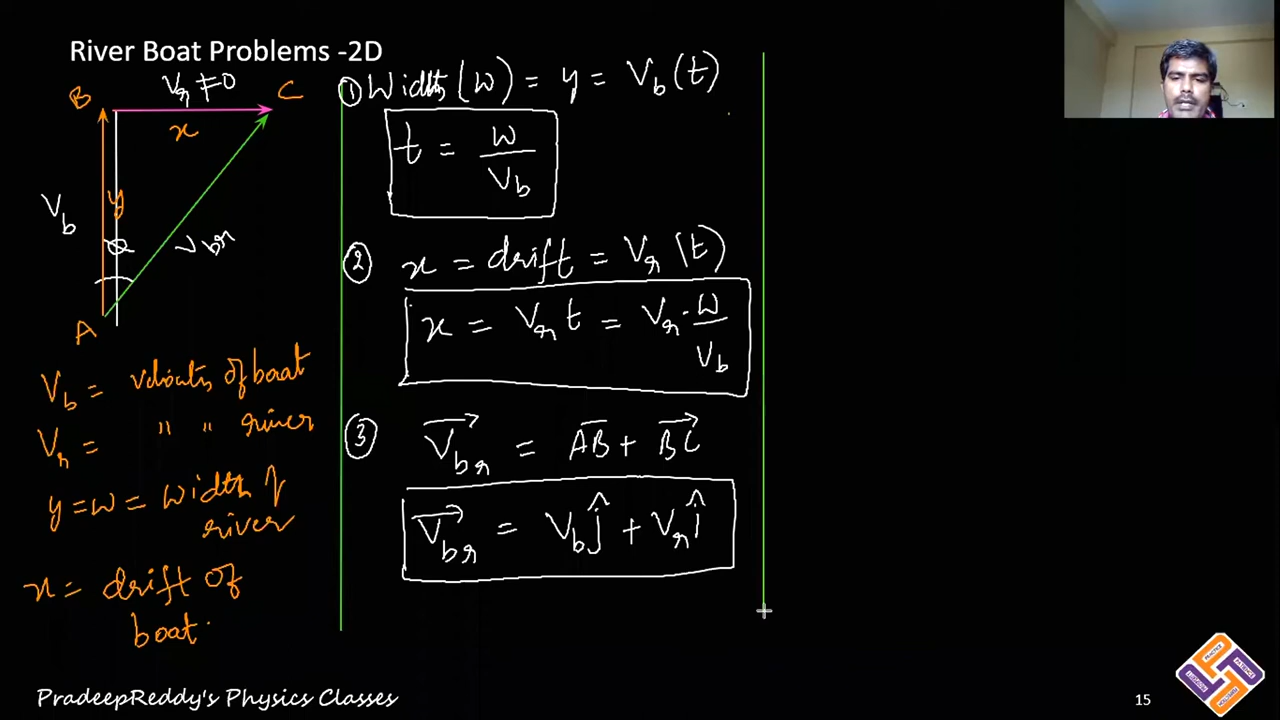 River Boat Problems -2D
B Vr ≠ 0 C
x
Vb y
θ Vbr
A
Vb = velocity of boat
Vr = " " river
y = w = width of river
x = drift of boat.
① Width (w) = y = Vb (t)
t = w / Vb
② x = drift = Vr (t)
x = Vr t = Vr · w / Vb
③ V⃗br = AB + BC
V⃗br = Vb ĵ + Vr î
PradeepReddy's Physics Classes
15